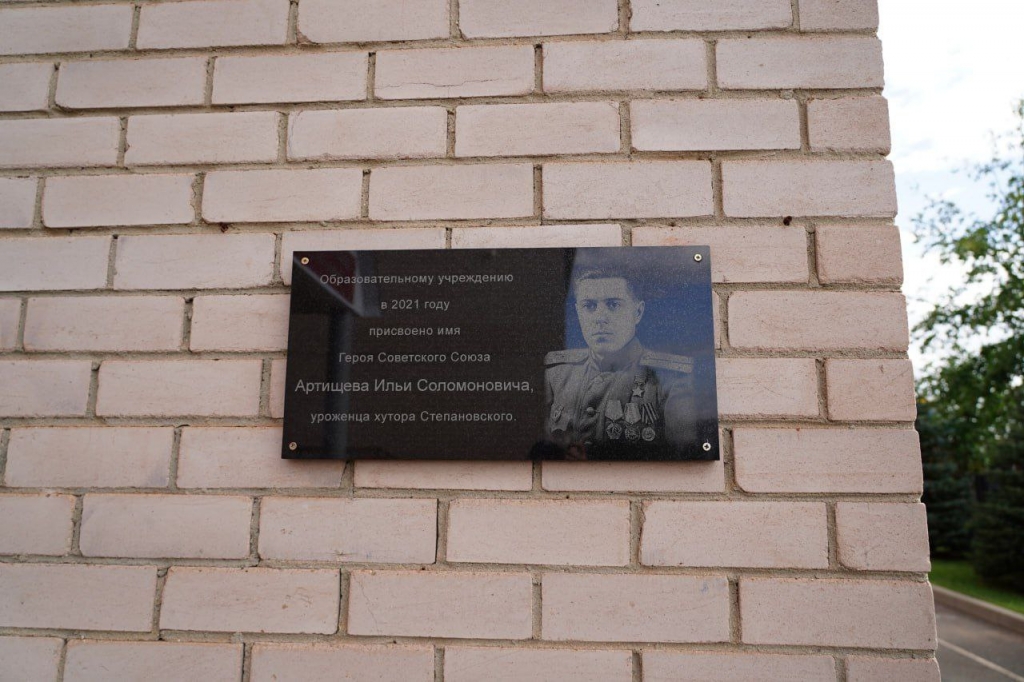 Образовательному учреждению
в 2021 году
присвоено имя
Героя Советского Союза
Артищева Ильи Соломоновича,
уроженца хутора Степановского.